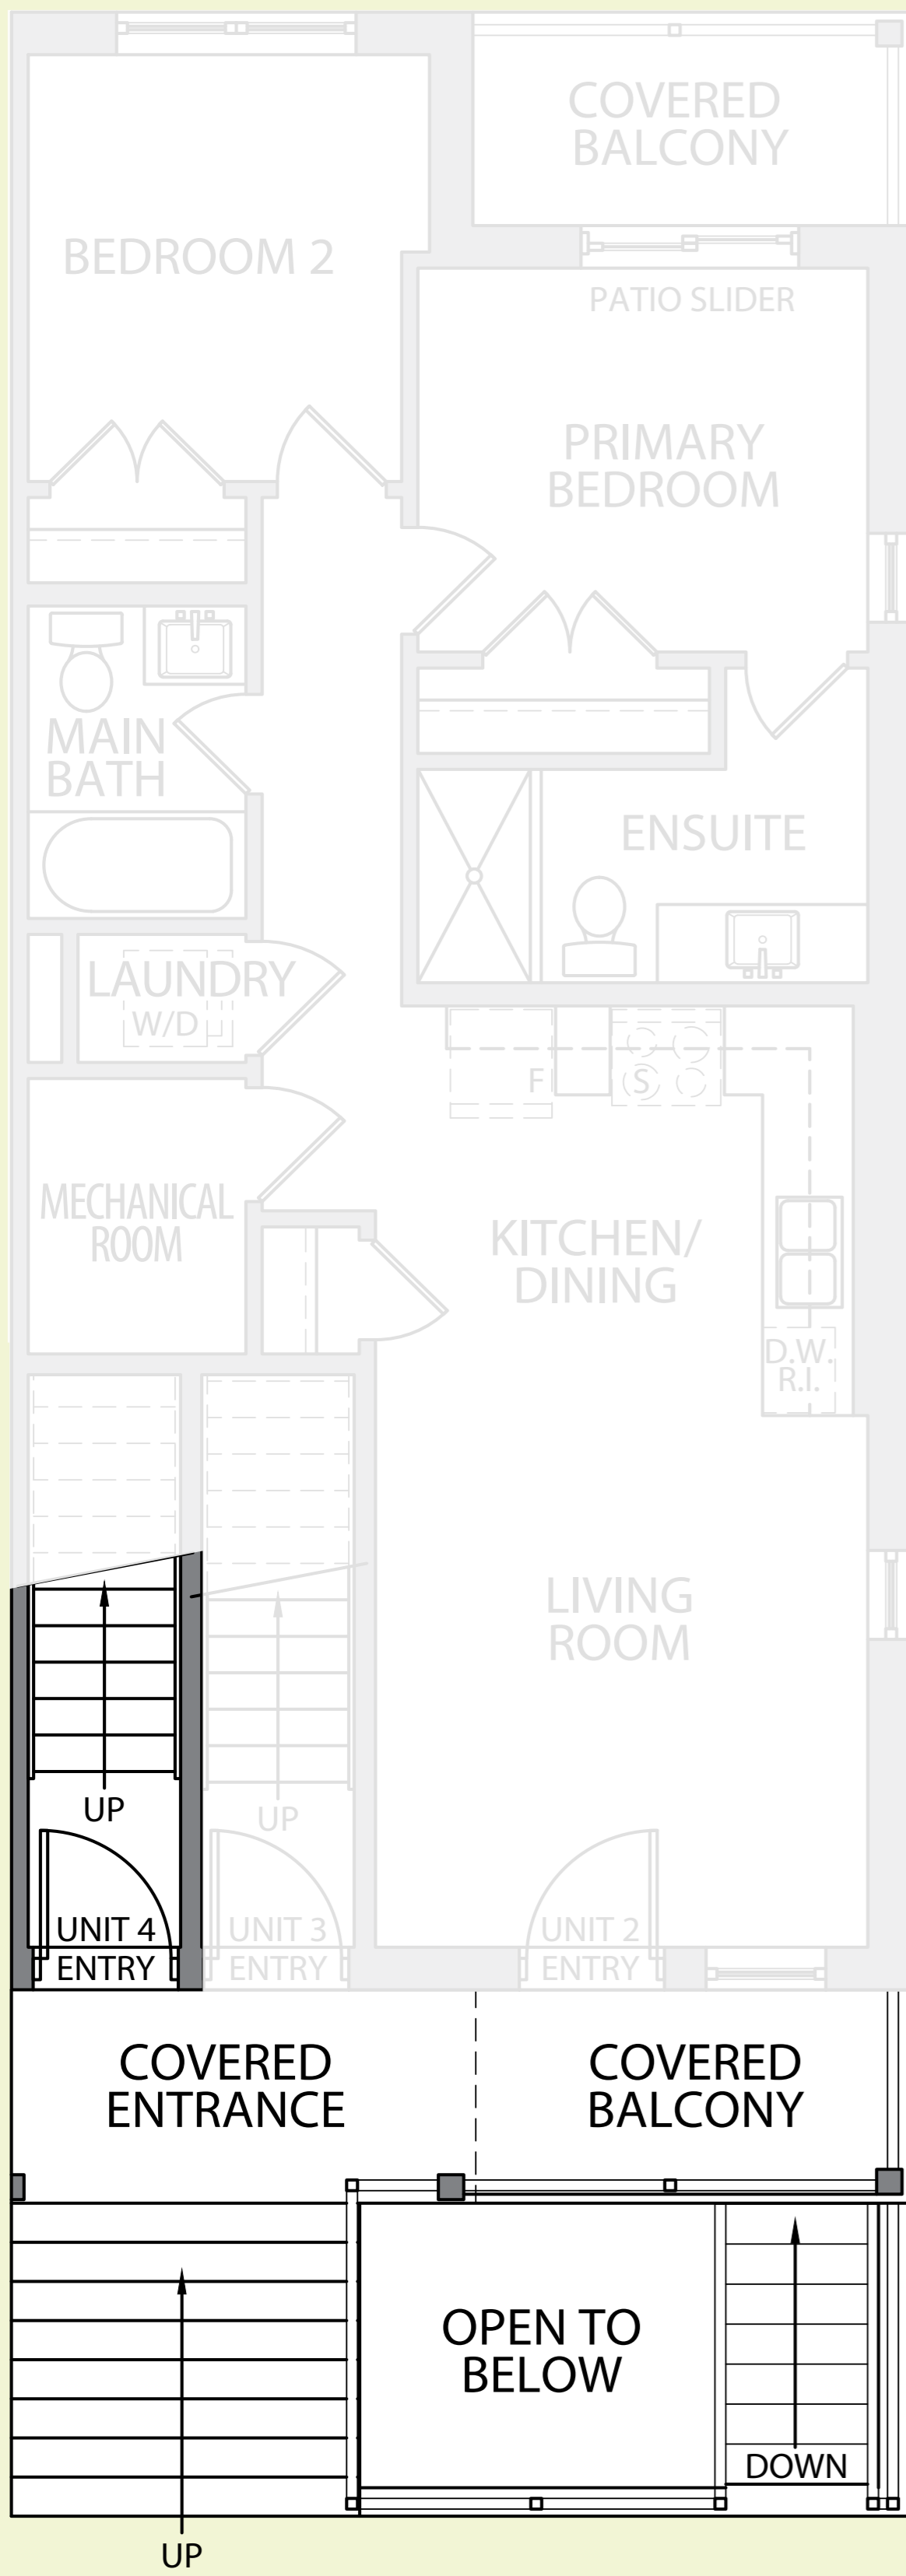 COVERED
BALCONY
BEDROOM 2
PATIO SLIDER
PRIMARY
BEDROOM
MAIN
BATH
ENSUITE
LAUNDRY
W/D
F
S
MECHANICAL
ROOM
KITCHEN/
DINING
D.W.
R.I.
LIVING
ROOM
UP
UP
UNIT 4
ENTRY
UNIT 3
ENTRY
UNIT 2
ENTRY
COVERED
ENTRANCE
COVERED
BALCONY
OPEN TO
BELOW
DOWN
UP